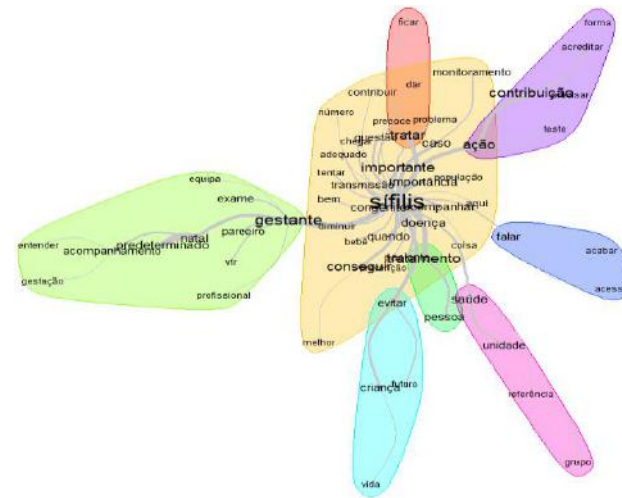 ficar
forma
acreditar
monitoramento
dar
contribuir
contribuição
número
precoce
problema
teste
questão
tratar
chegar
caso
ação
adequado
importante
tentar
população
equipe
transmissão
importância
bem
sífilis
exame
aqui
gestante
diminuir
doença
parceiro
natal
predeterminado
quando
falar
entender
acompanhamento
bebê
coisa
acabar
vir
conseguir
tratamento
gestação
profissional
evitar
saúde
pessoa
melhor
unidade
criança
futuro
referência
vida
grupo